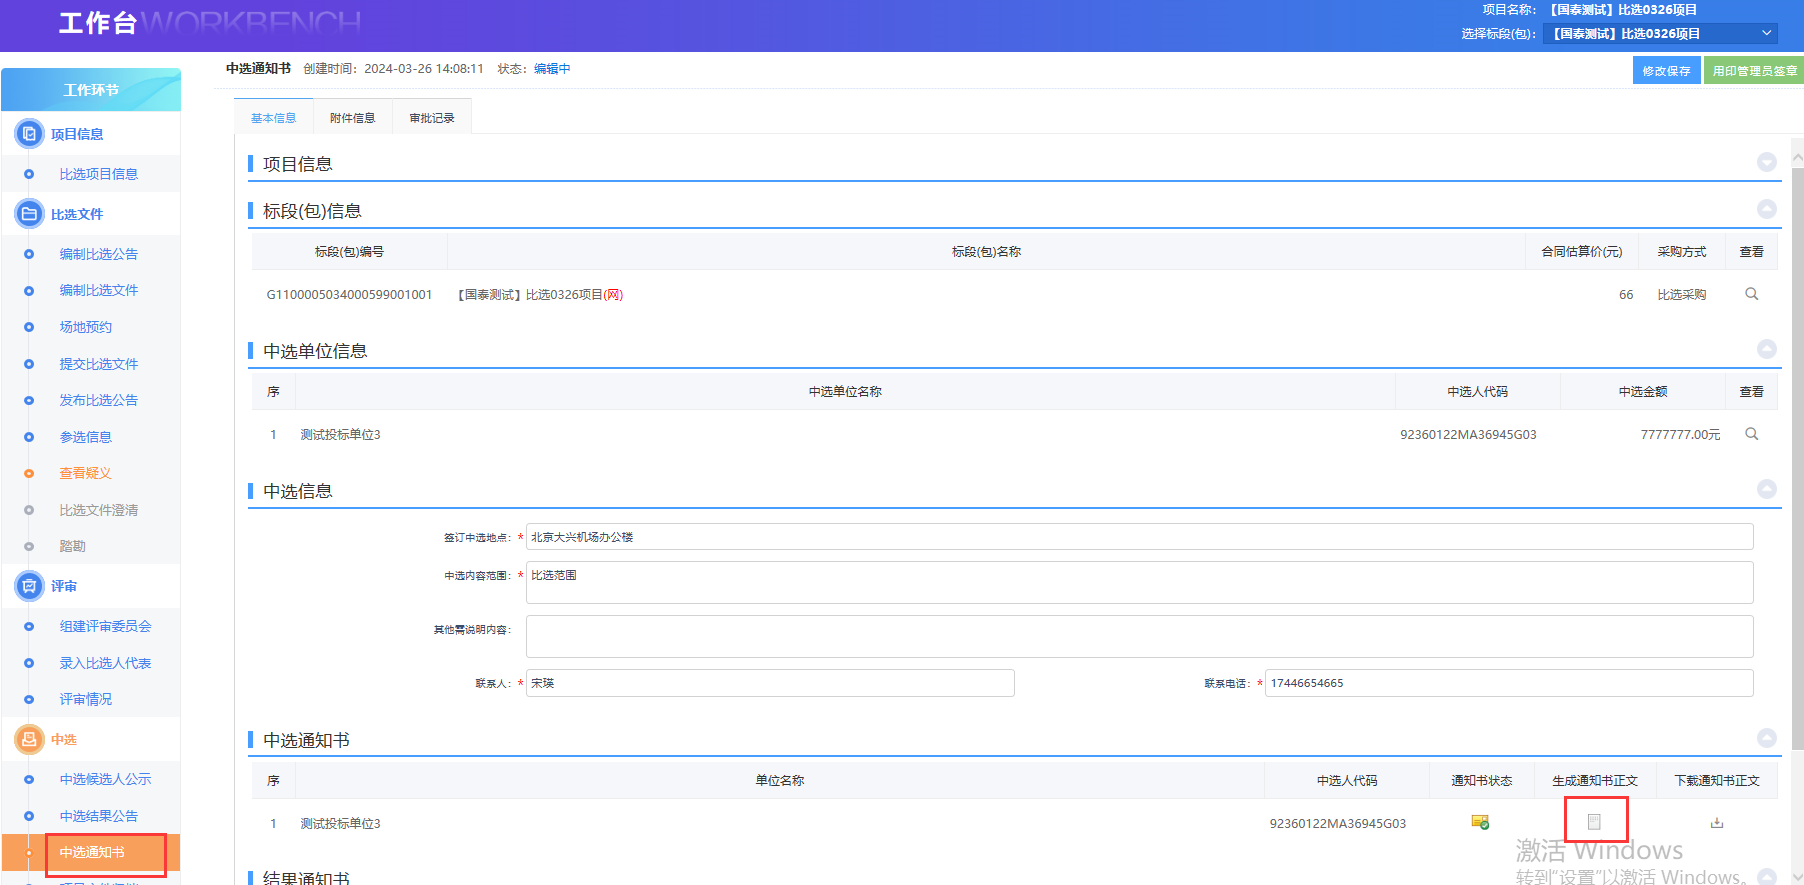 工作台WORKBENCH
项目名称：【国泰测试】比选0326项目
选择标段(包)：【国泰测试】比选0326项目
中选通知书 创建时间：2024-03-26 14:08:11 状态：编辑中
修改保存 用印管理员签章
工作环节
项目信息
比选项目信息
比选文件
编制比选公告
编制比选文件
场地预约
提交比选文件
发布比选公告
参选信息
查看疑义
比选文件澄清
踏勘
评审
组建评审委员会
录入比选人代表
评审情况
中选
中选候选人公示
中选结果公告
中选通知书
基本信息 附件信息 审批记录
项目信息
标段(包)信息
标段(包)编号 标段(包)名称 合同估算价(元) 采购方式 查看
G1100005034000599001001 【国泰测试】比选0326项目(网) 66 比选采购
中选单位信息
序 中选单位名称 中选人代码 中选金额 查看
1 测试投标单位3 92360122MA36945G03 7777777.00元
中选信息
签订中选地点：* 北京大兴机场办公楼
中选内容范围：* 比选范围
其他需说明内容：
联系人：* 宋瑛 联系电话：* 17446654665
中选通知书
序 单位名称 中选人代码 通知书状态 生成通知书正文 下载通知书正文
1 测试投标单位3 92360122MA36945G03
结果通知书
激活 Windows
转到"设置"以激活 Windows。